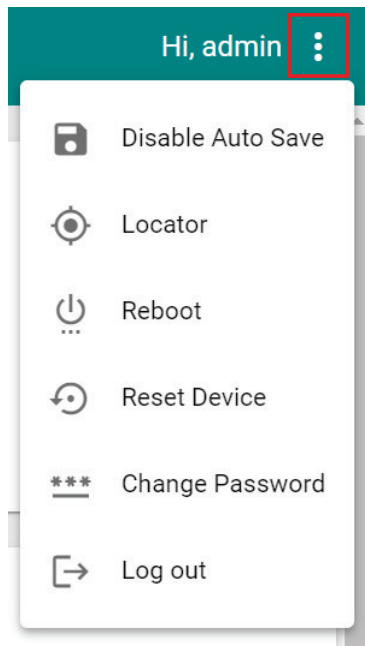 Hi, admin
Disable Auto Save
Locator
Reboot
Reset Device
Change Password
Log out